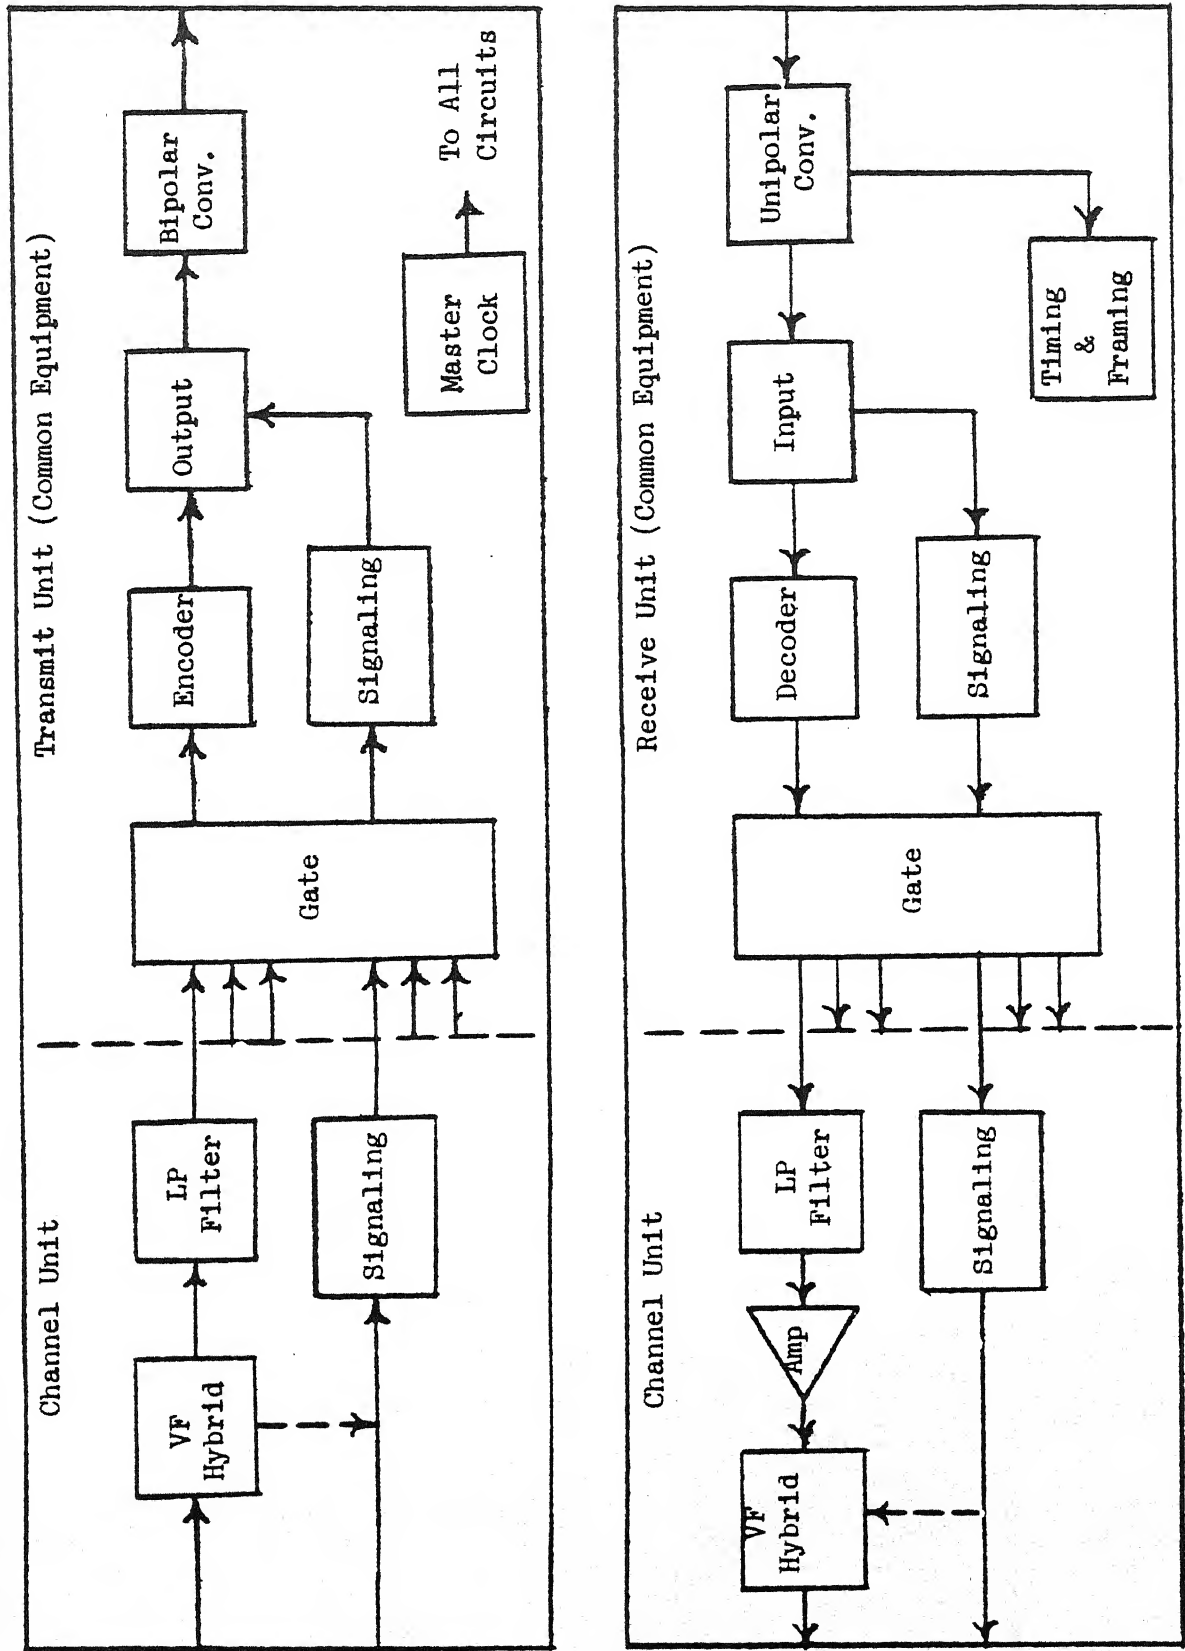 Channel Unit
Transmit Unit (Common Equipment)
VF
Hybrid
LP
Filter
Signaling
Gate
Encoder
Signaling
Output
Bipolar
Conv.
Master
Clock
To All
Circuits
Channel Unit
Receive Unit (Common Equipment)
VF
Hybrid
Amp
LP
Filter
Signaling
Gate
Decoder
Signaling
Input
Unipolar
Conv.
Timing
&
Framing